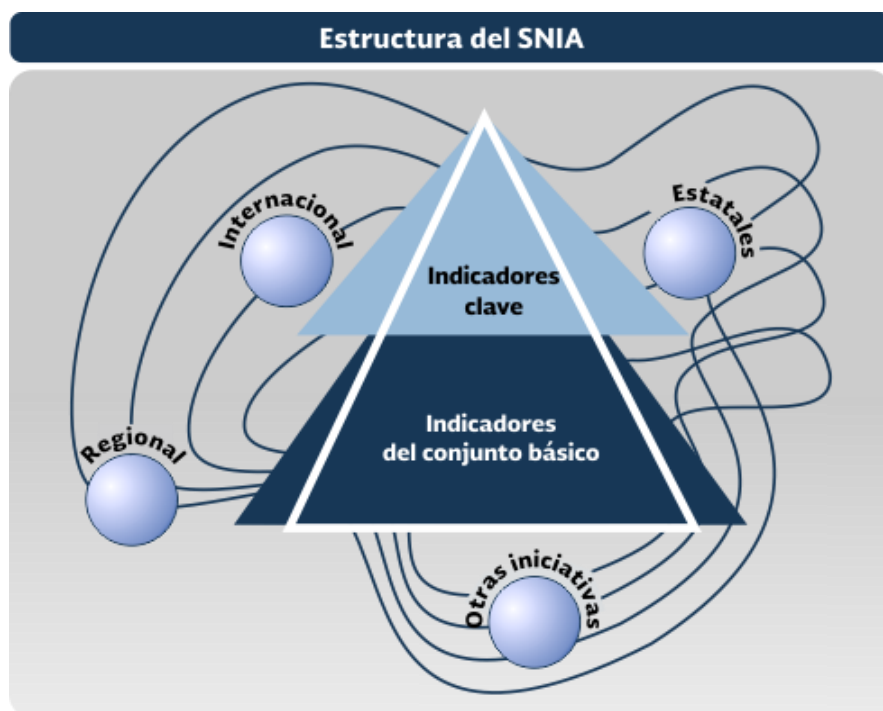 Estructura del SNIA
Internacional
Estatales
Indicadores
clave
Regional
Indicadores
del conjunto básico
Otras iniciativas